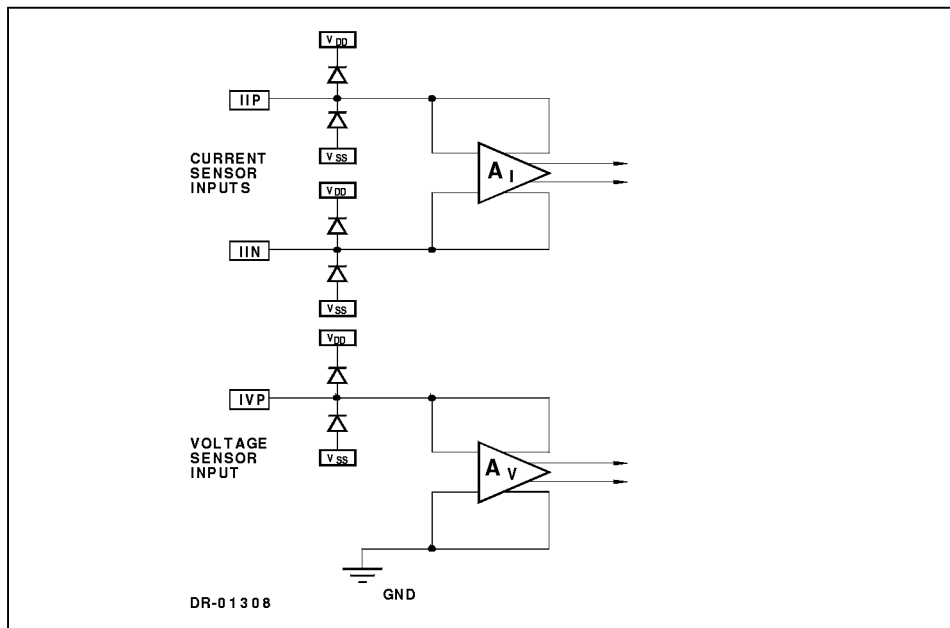 VDD
IIP
CURRENT
SENSOR
INPUTS
VSS
AI
VDD
IIN
VSS
VDD
IVP
VOLTAGE
SENSOR
INPUT
VSS
AV
GND
DR-01308